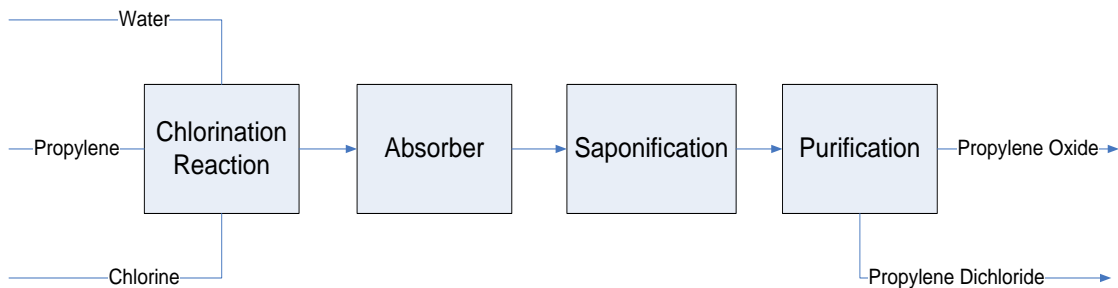 Water
Propylene
Chlorination
Reaction
Absorber
Saponification
Purification
Propylene Oxide
Chlorine
Propylene Dichloride